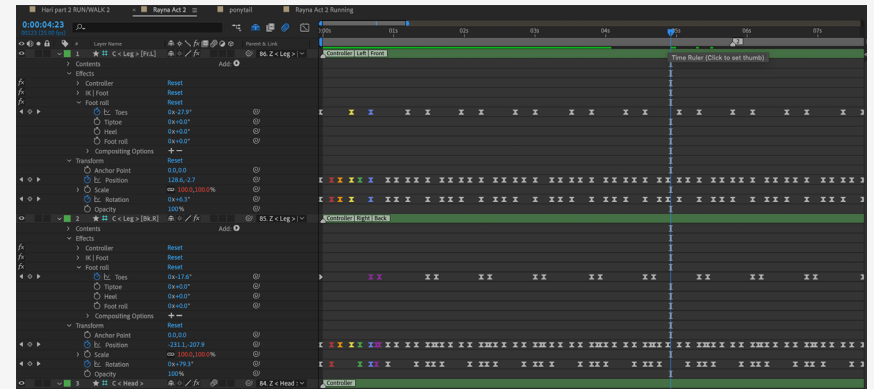 Hari part 2 RUN/WALK 2 × Rayna Act 2 ponytail Rayna Act 2 Running
0:00:04:23
00123 (25.00 fps)
:00s 01s 02s 03s 04s 05s 06s 07s
# Layer Name Parent & Link
2
Time Ruler (Click to set thumb)
1 C < Leg > [Fr.L] 86. Z < Leg > Controller | Left | Front
Contents Add:
Effects
Controller Reset
IK | Foot Reset
Foot roll Reset
Toes 0x-27.9°
Tiptoe 0x+0.0°
Heel 0x+0.0°
Foot roll 0x+0.0°
Compositing Options + –
Transform Reset
Anchor Point 0.0,0.0
Position 128.6,-2.7
Scale 100.0,100.0%
Rotation 0x+6.3°
Opacity 100%
2 C < Leg > [Bk.R] 85. Z < Leg > Controller | Right | Back
Contents Add:
Effects
Controller Reset
IK | Foot Reset
Foot roll Reset
Toes 0x-17.6°
Tiptoe 0x+0.0°
Heel 0x+0.0°
Foot roll 0x+0.0°
Compositing Options + –
Transform Reset
Anchor Point 0.0,0.0
Position -231.1,-207.9
Scale 100.0,100.0%
Rotation 0x+79.3°
Opacity 100%
3 C < Head > 84. Z < Head Controller